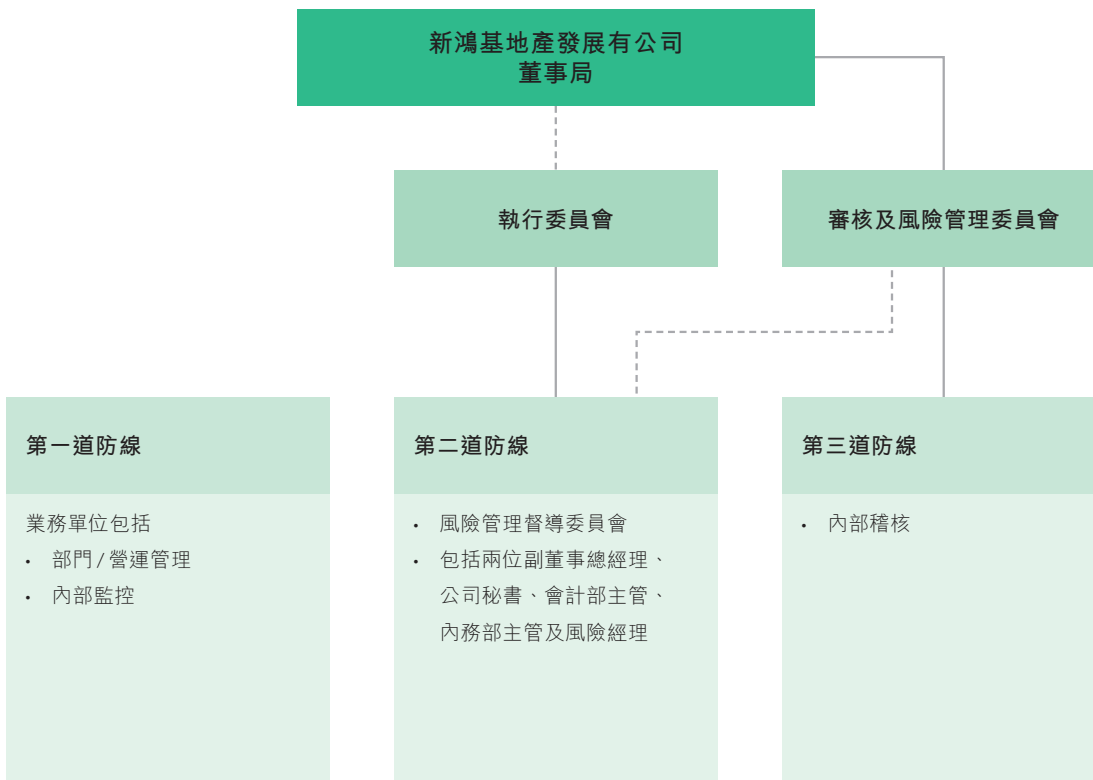 新鴻基地產發展有公司
董事局
執行委員會
審核及風險管理委員會
第一道防線
業務單位包括
• 部門/營運管理
• 內部監控
第二道防線
• 風險管理督導委員會
• 包括兩位副董事總經理、
公司秘書、會計部主管、
內務部主管及風險經理
第三道防線
• 內部稽核